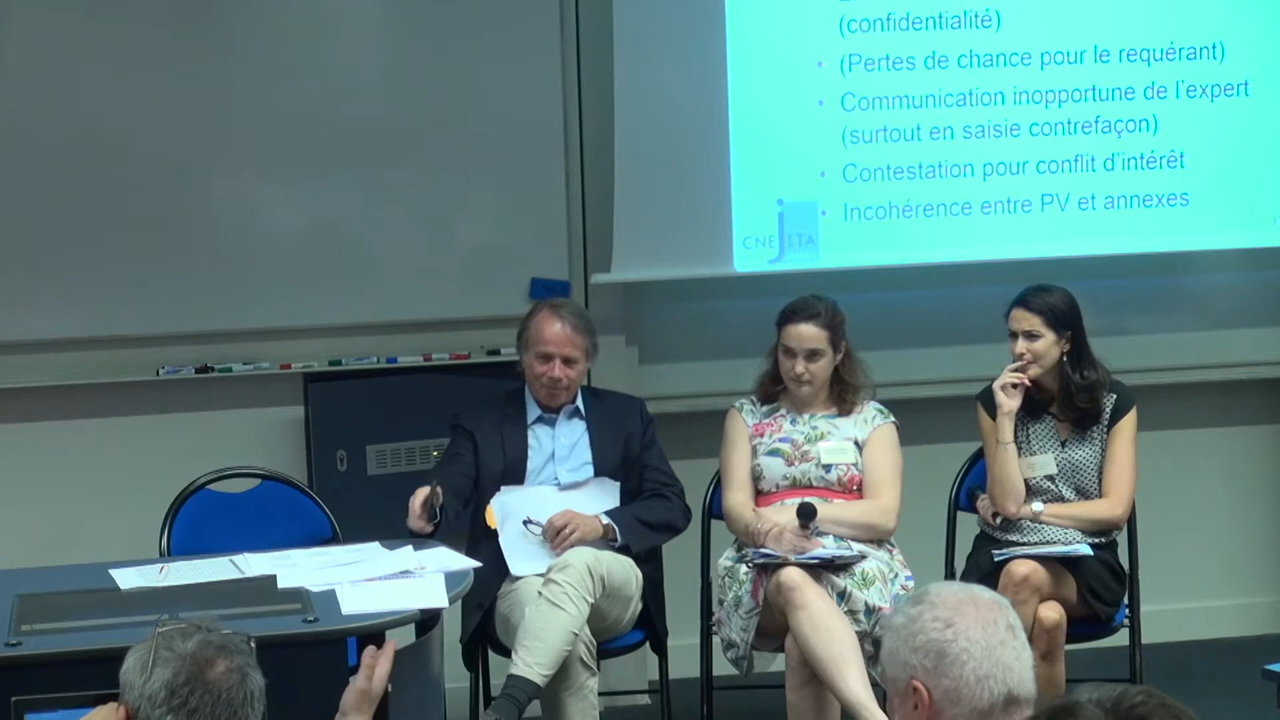 (confidentialité)
• (Pertes de chance pour le requérant)
• Communication inopportune de l'expert
(surtout en saisie contrefaçon)
• Contestation pour conflit d'intérêt
• Incohérence entre PV et annexes
CNEJITA